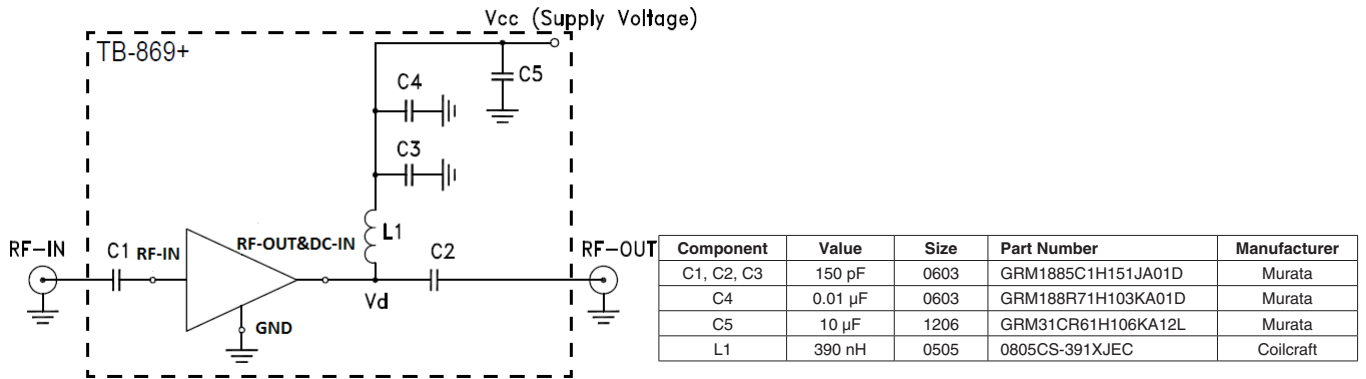 Vcc (Supply Voltage)
TB-869+
C4
C5
C3
L1
RF-IN
C1
RF-IN
RF-OUT&DC-IN
C2
RF-OUT
Vd
GND
Component Value Size Part Number Manufacturer
C1, C2, C3 150 pF 0603 GRM1885C1H151JA01D Murata
C4 0.01 µF 0603 GRM188R71H103KA01D Murata
C5 10 µF 1206 GRM31CR61H106KA12L Murata
L1 390 nH 0505 0805CS-391XJEC Coilcraft